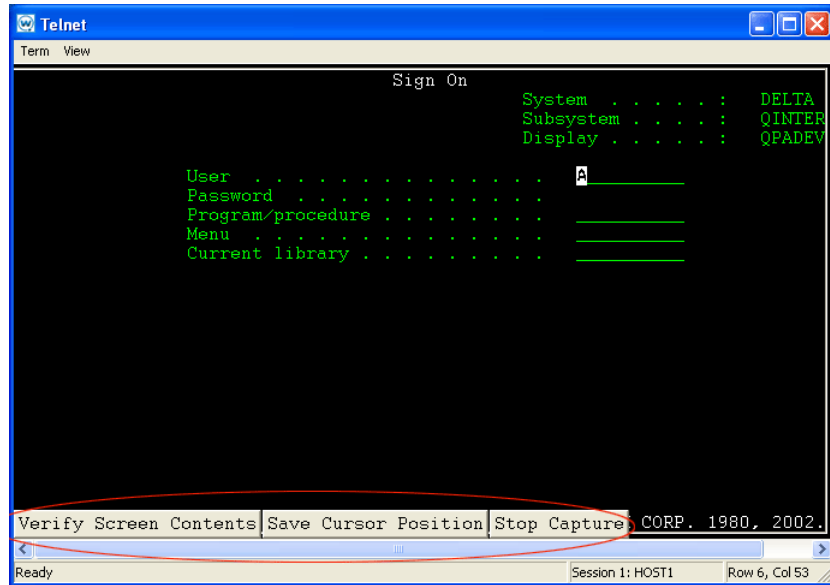 Telnet
Term View
Sign On
System . . . . . : DELTA
Subsystem . . . . : QINTER
Display . . . . . : QPADEV
User . . . . . . . . . . . . . . A
Password . . . . . . . . . . . .
Program/procedure . . . . . . . .
Menu . . . . . . . . . . . . . .
Current library . . . . . . . . .
Verify Screen Contents Save Cursor Position Stop Capture CORP. 1980, 2002.
Ready Session 1: HOST1 Row 6, Col 53